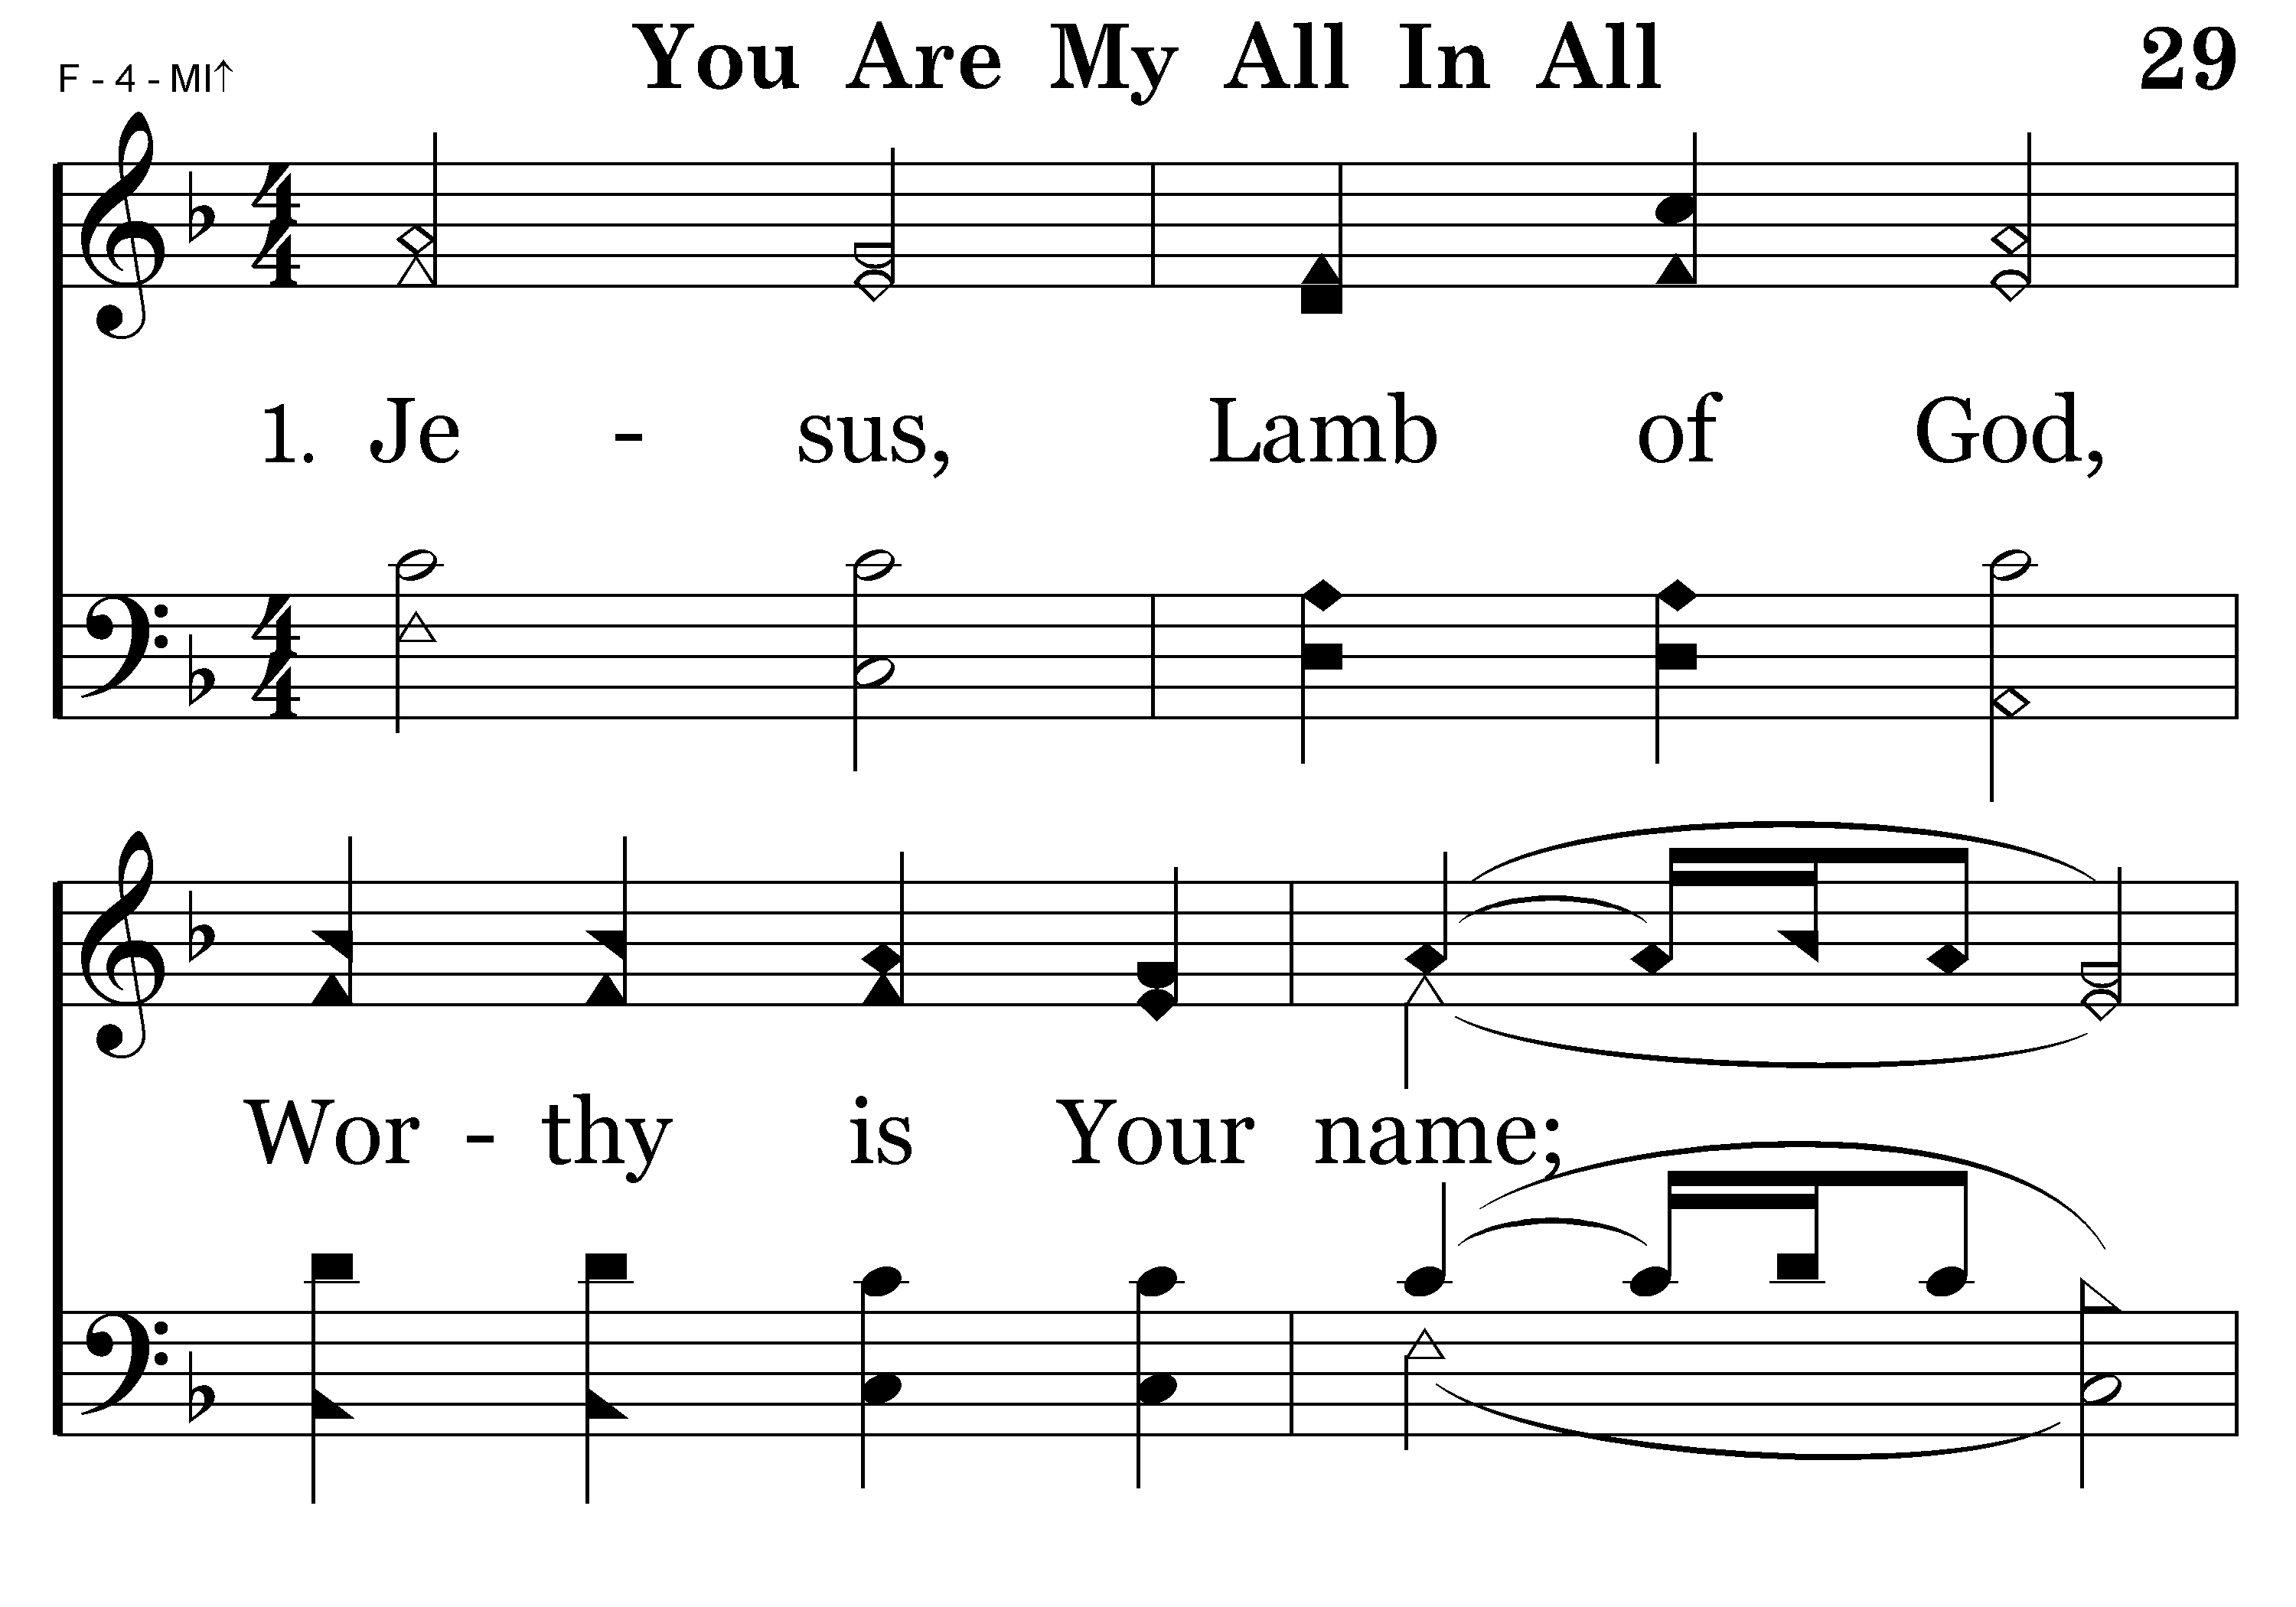 You Are My All In All
29
F - 4 - MI↑
1. Je - sus, Lamb of God,
Wor - thy is Your name;